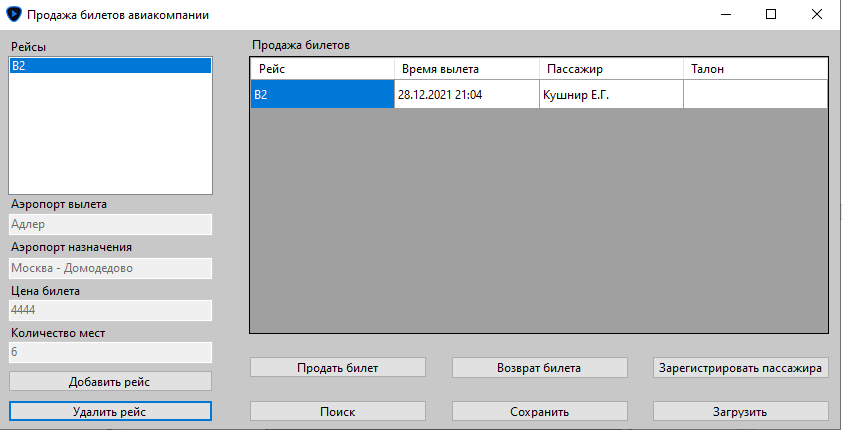 Продажа билетов авиакомпании
Рейсы
B2
Аэропорт вылета
Адлер
Аэропорт назначения
Москва - Домодедово
Цена билета
4444
Количество мест
6
Добавить рейс
Удалить рейс
Продажа билетов
Рейс Время вылета Пассажир Талон
B2 28.12.2021 21:04 Кушнир Е.Г.
Продать билет Возврат билета Зарегистрировать пассажира
Поиск Сохранить Загрузить